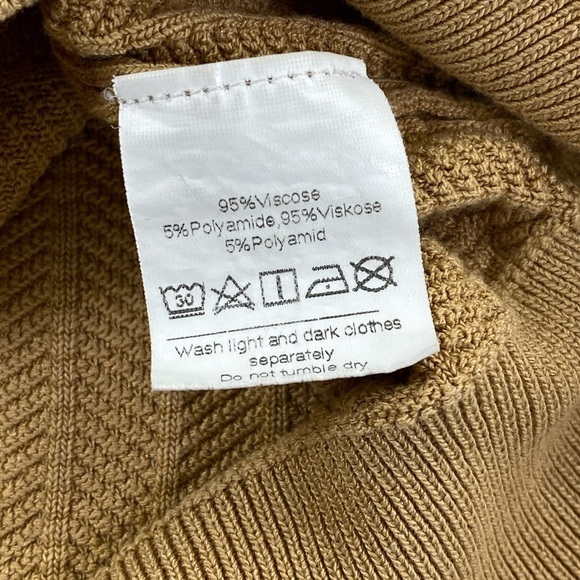 95%Viscose
5%Polyamide,95%Viskose
5%Polyamid
30
Wash light and dark clothes
separately
Do not tumble dry